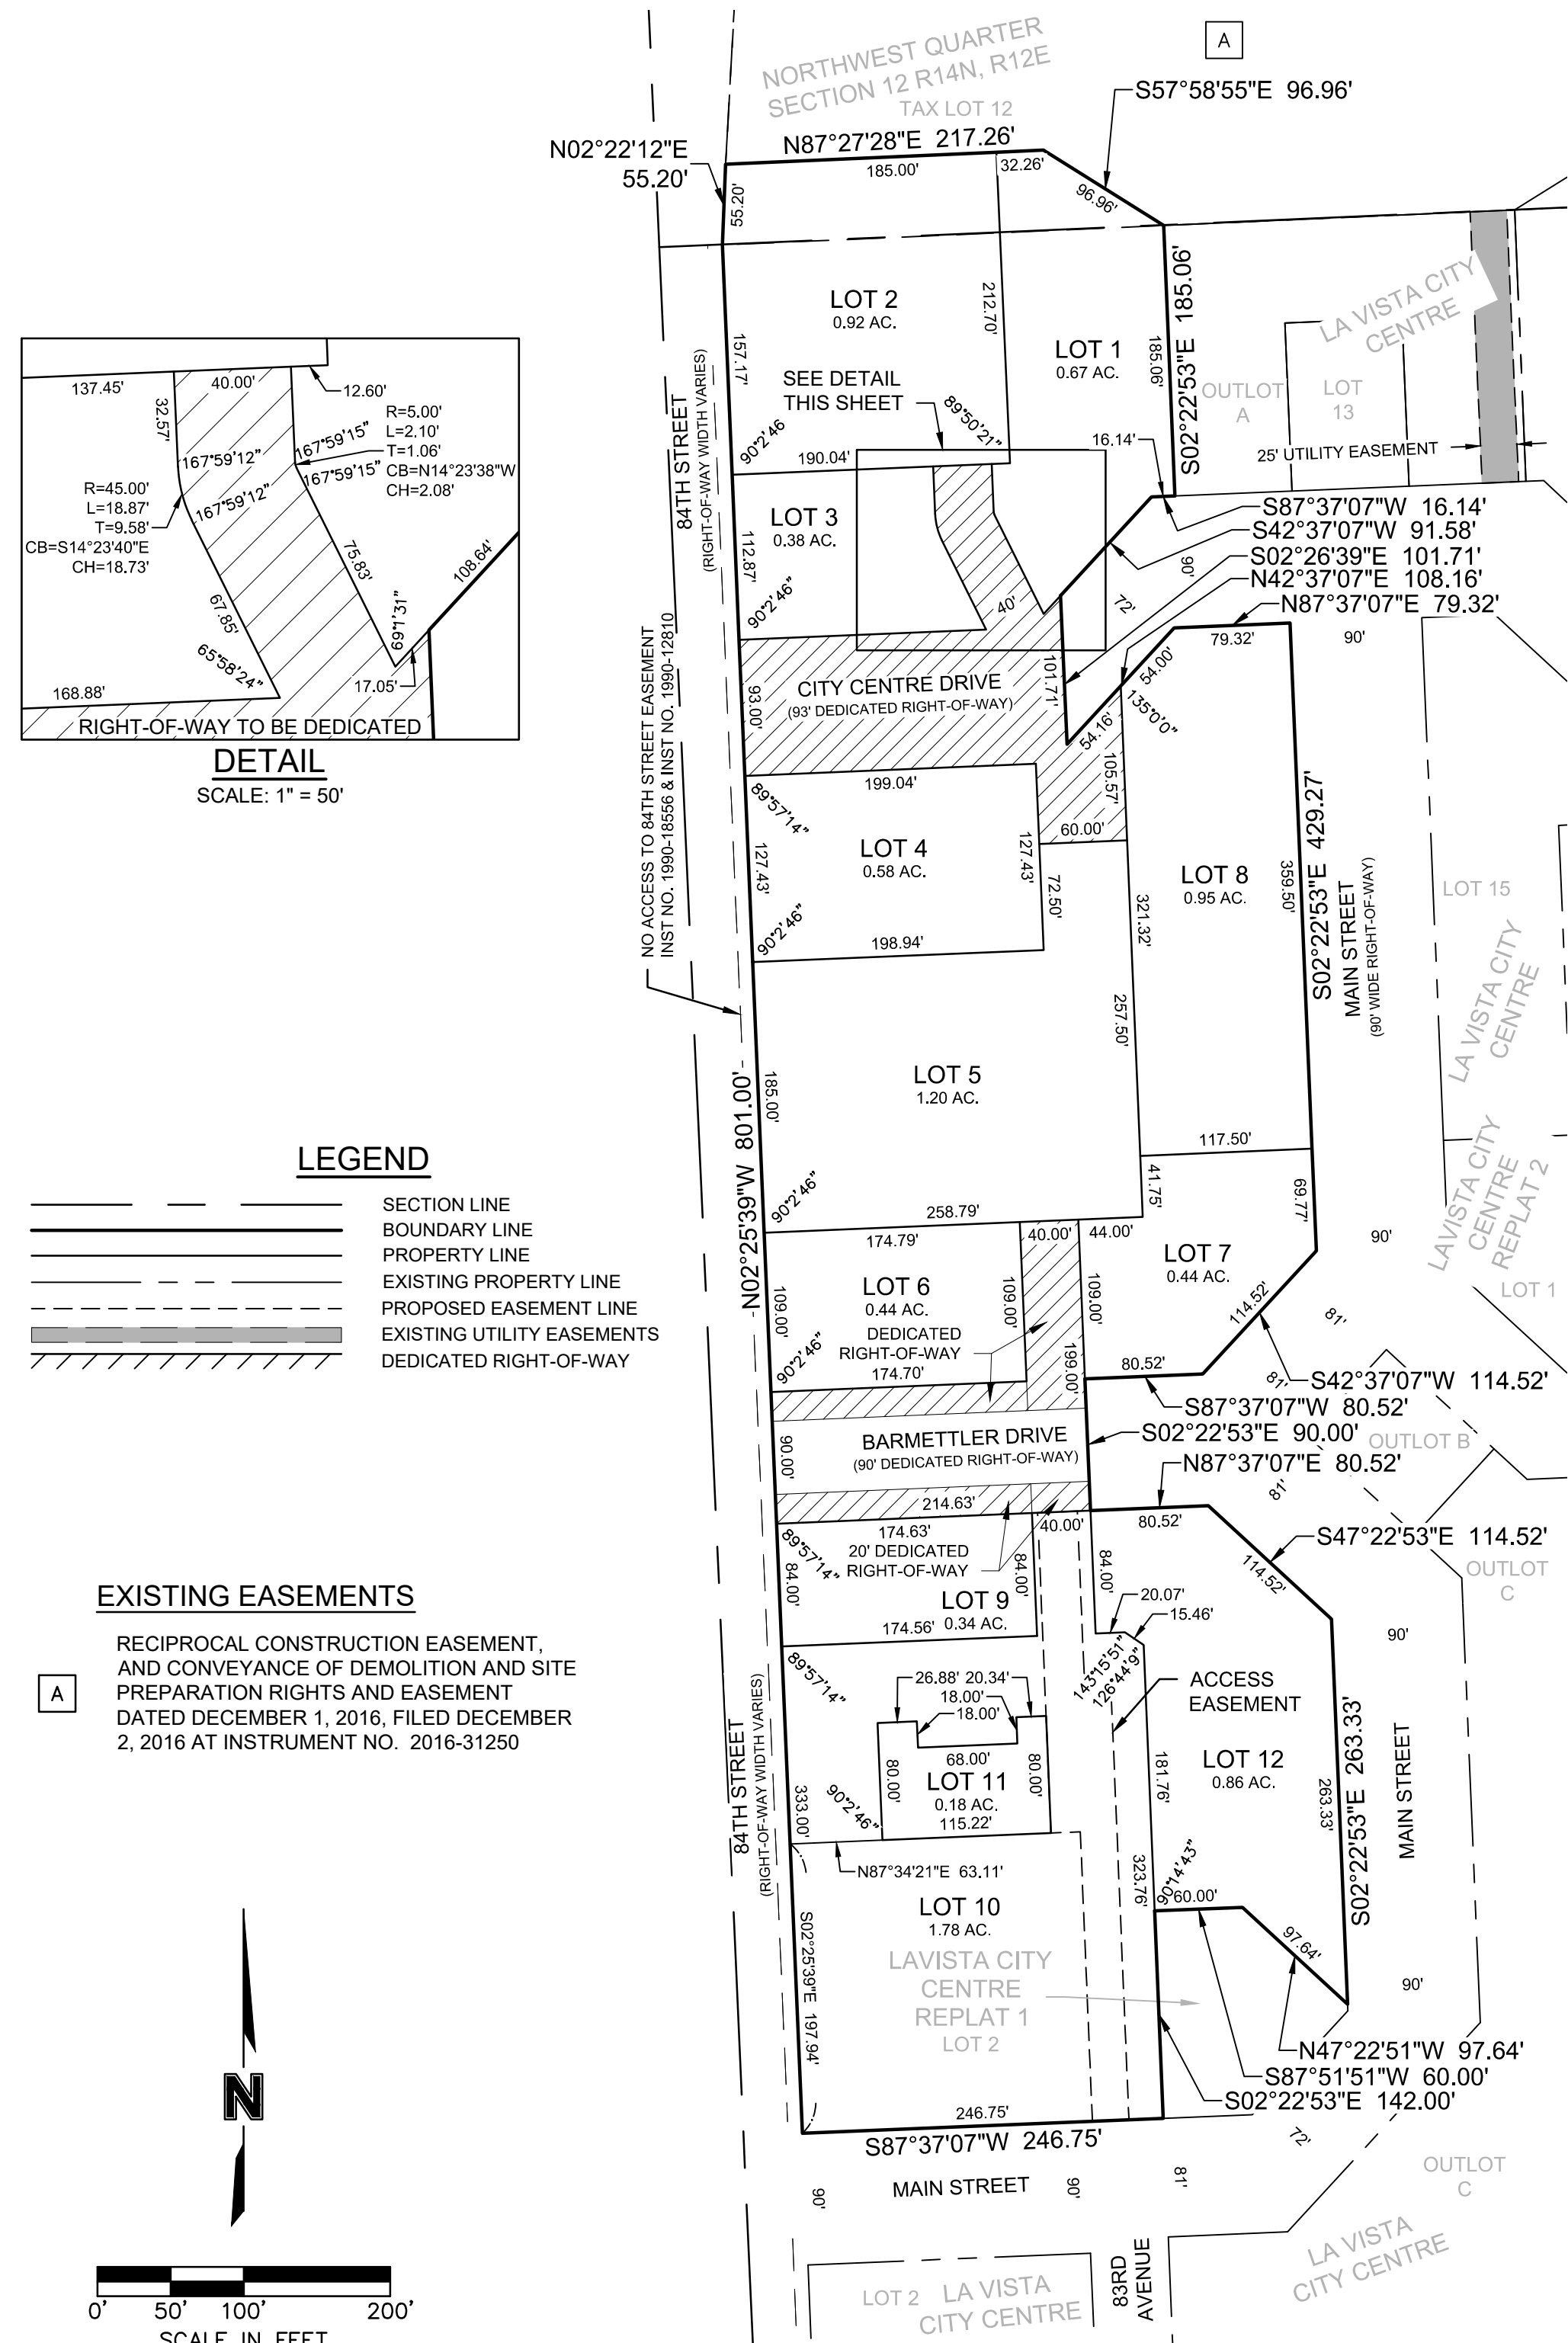 NORTHWEST QUARTER
SECTION 12 R14N, R12E
TAX LOT 12
A
S57°58'55"E 96.96'
N02°22'12"E
55.20'
N87°27'28"E 217.26'
185.00'
32.26'
96.96'
55.20'
LOT 2
0.92 AC.
212.70'
157.17'
LOT 1
0.67 AC.
185.06'
S02°22'53"E 185.06'
LA VISTA CITY
CENTRE
OUTLOT
A
LOT
13
25' UTILITY EASEMENT
SEE DETAIL
THIS SHEET
89°50'21"
90°2'46
190.04'
16.14'
84TH STREET
(RIGHT-OF-WAY WIDTH VARIES)
137.45'
40.00'
12.60'
32.57'
R=5.00'
L=2.10'
T=1.06'
CB=N14°23'38"W
CH=2.08'
167°59'15"
167°59'15"
167°59'12"
167°59'12"
R=45.00'
L=18.87'
T=9.58'
CB=S14°23'40"E
CH=18.73'
75.83'
108.64'
67.85'
69°1'31"
65°58'24"
17.05'
168.88'
RIGHT-OF-WAY TO BE DEDICATED
DETAIL
SCALE: 1" = 50'
LOT 3
0.38 AC.
112.87'
90°2'46"
40'
S87°37'07"W 16.14'
S42°37'07"W 91.58'
S02°26'39"E 101.71'
N42°37'07"E 108.16'
N87°37'07"E 79.32'
90'
72'
79.32'
90'
54.00'
135°0'0"
101.71'
54.16'
CITY CENTRE DRIVE
(93' DEDICATED RIGHT-OF-WAY)
93.00'
105.57'
60.00'
NO ACCESS TO 84TH STREET EASEMENT
INST NO. 1990-18556 & INST NO. 1990-12810
199.04'
89°57'14"
LOT 4
0.58 AC.
127.43'
127.43'
72.50'
90°2'46"
198.94'
LOT 8
0.95 AC.
321.32'
359.50'
S02°22'53"E 429.27'
MAIN STREET
(90' WIDE RIGHT-OF-WAY)
LOT 15
LA VISTA CITY
CENTRE
257.50'
LOT 5
1.20 AC.
185.00'
117.50'
N02°25'39"W 801.00'
90°2'46"
258.79'
41.75'
69.77'
LAVISTA CITY
CENTRE
REPLAT 2
LOT 1
90'
LEGEND
SECTION LINE
BOUNDARY LINE
PROPERTY LINE
EXISTING PROPERTY LINE
PROPOSED EASEMENT LINE
EXISTING UTILITY EASEMENTS
DEDICATED RIGHT-OF-WAY
174.79'
40.00'
44.00'
LOT 7
0.44 AC.
LOT 6
0.44 AC.
109.00'
109.00'
109.00'
114.52'
81'
DEDICATED
RIGHT-OF-WAY
90°2'46"
174.70'
199.00'
80.52'
81'
S42°37'07"W 114.52'
S87°37'07"W 80.52'
S02°22'53"E 90.00'
OUTLOT B
N87°37'07"E 80.52'
BARMETTLER DRIVE
(90' DEDICATED RIGHT-OF-WAY)
90.00'
81'
214.63'
174.63'
40.00'
80.52'
S47°22'53"E 114.52'
OUTLOT
C
89°57'14"
20' DEDICATED
RIGHT-OF-WAY
84.00'
84.00'
84.00'
114.52'
LOT 9
0.34 AC.
174.56'
20.07'
15.46'
90'
EXISTING EASEMENTS
A
RECIPROCAL CONSTRUCTION EASEMENT,
AND CONVEYANCE OF DEMOLITION AND SITE
PREPARATION RIGHTS AND EASEMENT
DATED DECEMBER 1, 2016, FILED DECEMBER
2, 2016 AT INSTRUMENT NO. 2016-31250
89°57'14"
143°15'51"
126°44'9"
ACCESS
EASEMENT
26.88' 20.34'
18.00'
18.00'
68.00'
80.00'
80.00'
LOT 11
0.18 AC.
115.22'
LOT 12
0.86 AC.
181.76'
263.33'
S02°22'53"E 263.33'
MAIN STREET
84TH STREET
(RIGHT-OF-WAY WIDTH VARIES)
333.00'
90°2'46"
N87°34'21"E 63.11'
323.76'
90°14'43"
60.00'
LOT 10
1.78 AC.
S02°25'39"E 197.94'
97.64'
LAVISTA CITY
CENTRE
REPLAT 1
LOT 2
90'
N47°22'51"W 97.64'
S87°51'51"W 60.00'
S02°22'53"E 142.00'
246.75'
S87°37'07"W 246.75'
72'
MAIN STREET
90'
90'
81'
OUTLOT
C
N
83RD
AVENUE
LA VISTA
CITY CENTRE
LOT 2
LA VISTA
CITY CENTRE
0' 50' 100' 200'
SCALE IN FEET